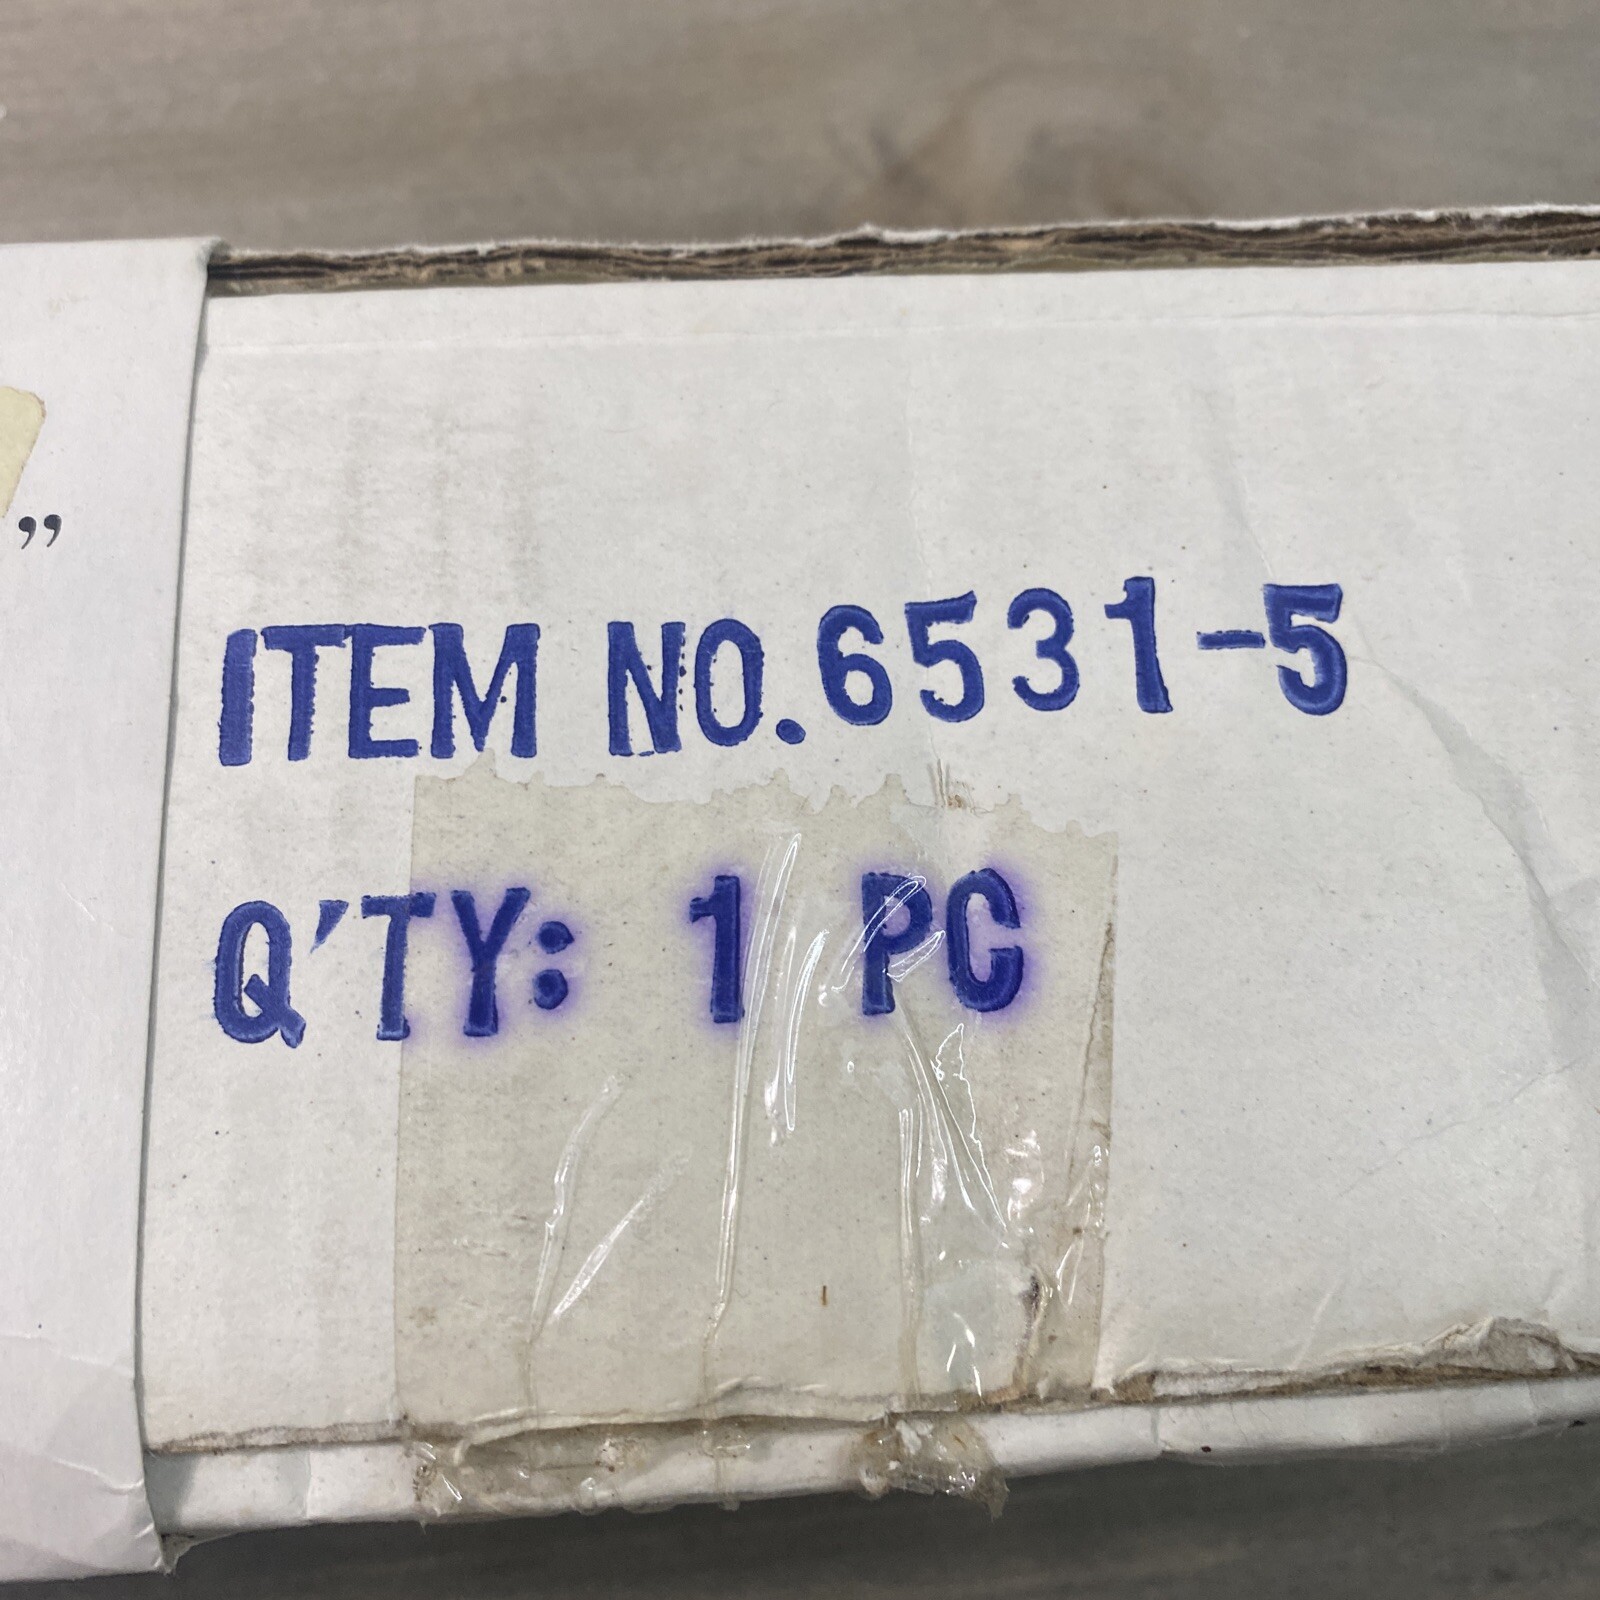 ”
ITEM NO. 6531-5
Q'TY: 1 PC